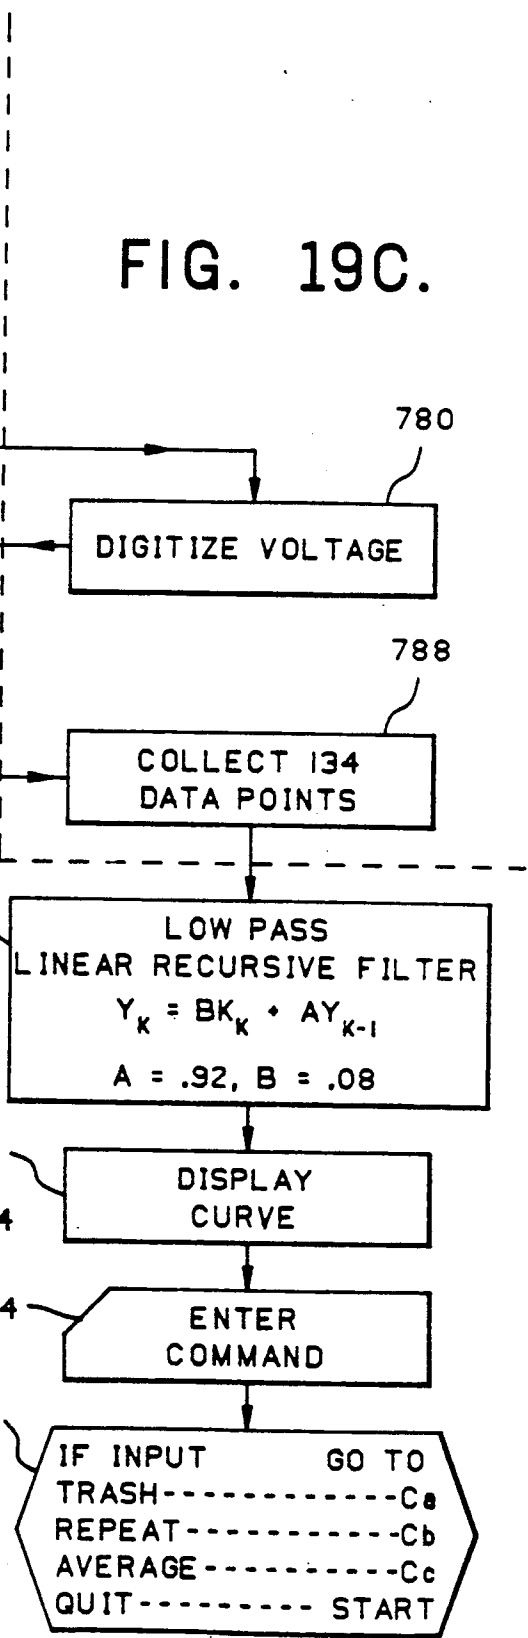 FIG. 19C.
780
DIGITIZE VOLTAGE
788
COLLECT 134
DATA POINTS
LOW PASS
LINEAR RECURSIVE FILTER
Y_K = BK_K + AY_{K-1}
A = .92, B = .08
DISPLAY
CURVE
4
4
ENTER
COMMAND
IF INPUT GO TO
TRASH------------Ca
REPEAT-----------Cb
AVERAGE----------Cc
QUIT--------- START